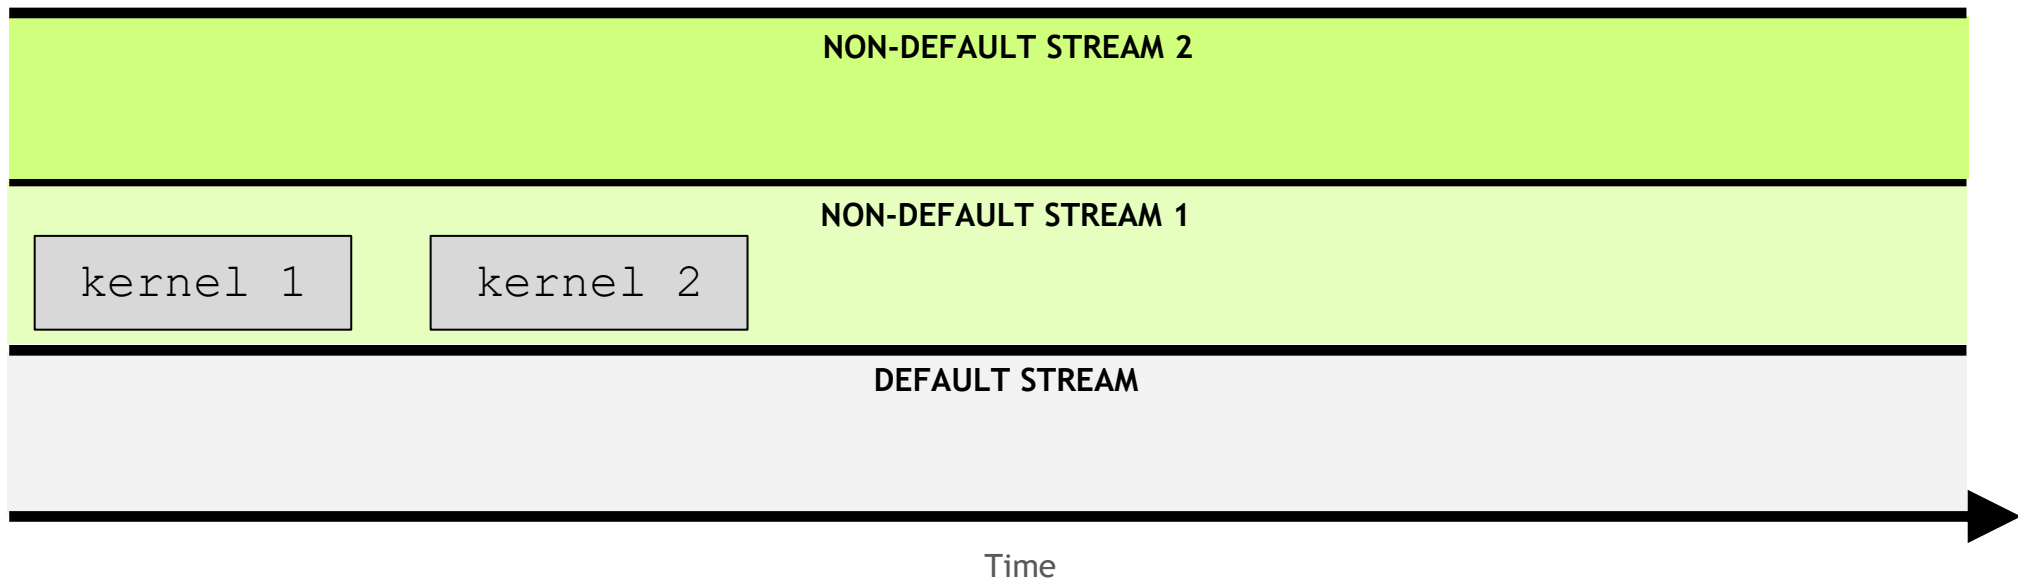 NON-DEFAULT STREAM 2
NON-DEFAULT STREAM 1
kernel 1
kernel 2
DEFAULT STREAM
Time